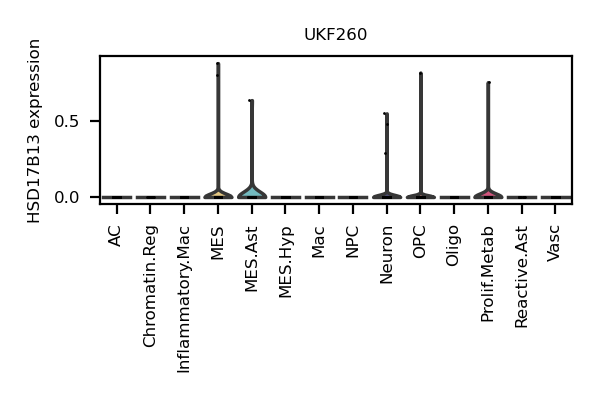 UKF260
HSD17B13 expression
0.5
0.0
AC
Chromatin.Reg
Inflammatory.Mac
MES
MES.Ast
MES.Hyp
Mac
NPC
Neuron
OPC
Oligo
Prolif.Metab
Reactive.Ast
Vasc